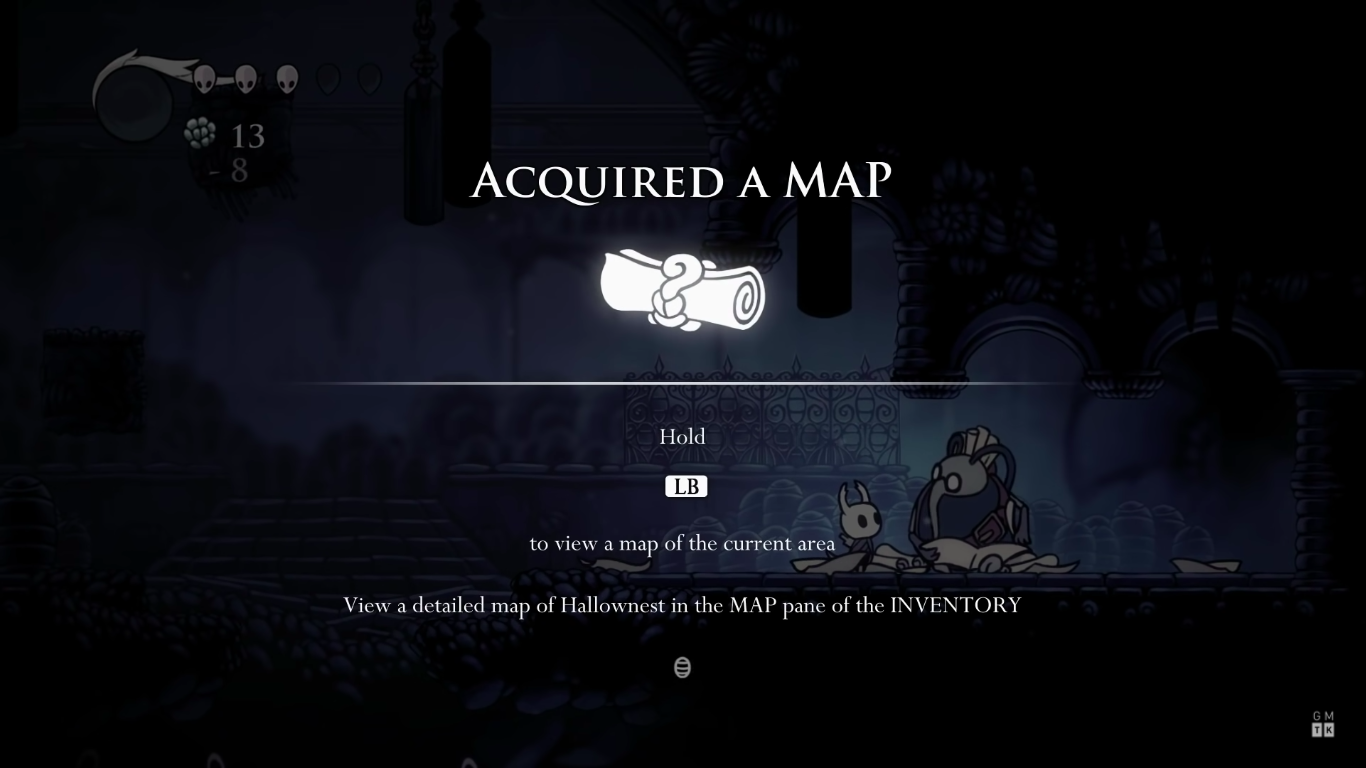 13
- 8
ACQUIRED A MAP
Hold
LB
to view a map of the current area
View a detailed map of Hallownest in the MAP pane of the INVENTORY
G M
T K